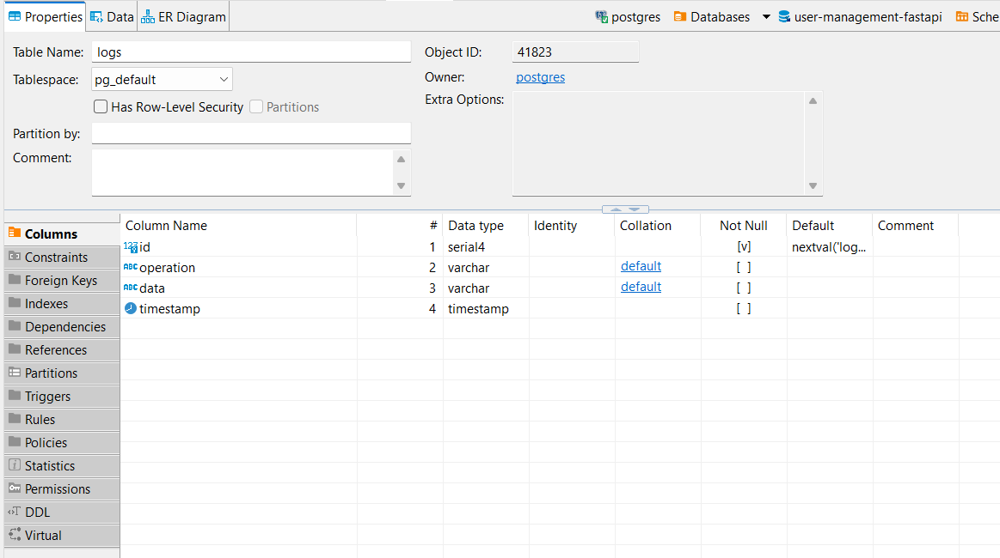 Properties Data ER Diagram postgres Databases user-management-fastapi Sche
Table Name: logs Object ID: 41823
Tablespace: pg_default Owner: postgres
Has Row-Level Security Partitions Extra Options:
Partition by:
Comment:
Columns
Constraints
Foreign Keys
Indexes
Dependencies
References
Partitions
Triggers
Rules
Policies
Statistics
Permissions
DDL
Virtual
Column Name # Data type Identity Collation Not Null Default Comment
123 id 1 serial4 [v] nextval('log...
ABC operation 2 varchar default [ ]
ABC data 3 varchar default [ ]
timestamp 4 timestamp [ ]